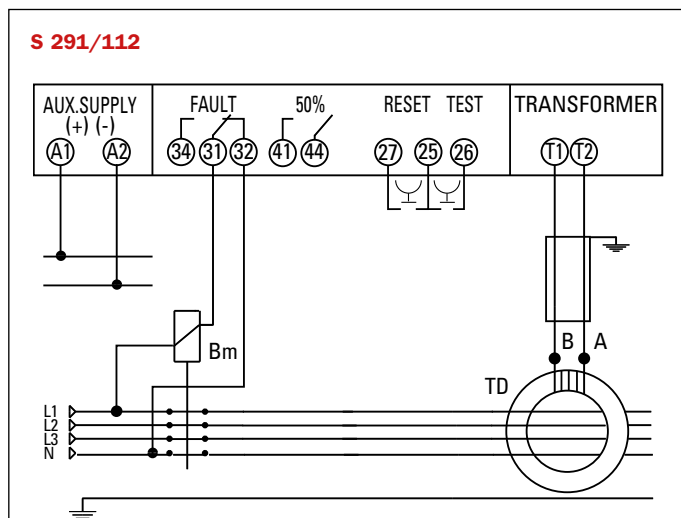 S 291/112
AUX.SUPPLY FAULT 50% RESET TEST TRANSFORMER
(+) (-)
A1 A2 34 31 32 41 44 27 25 26 T1 T2
Bm B A
TD
L1
L2
L3
N